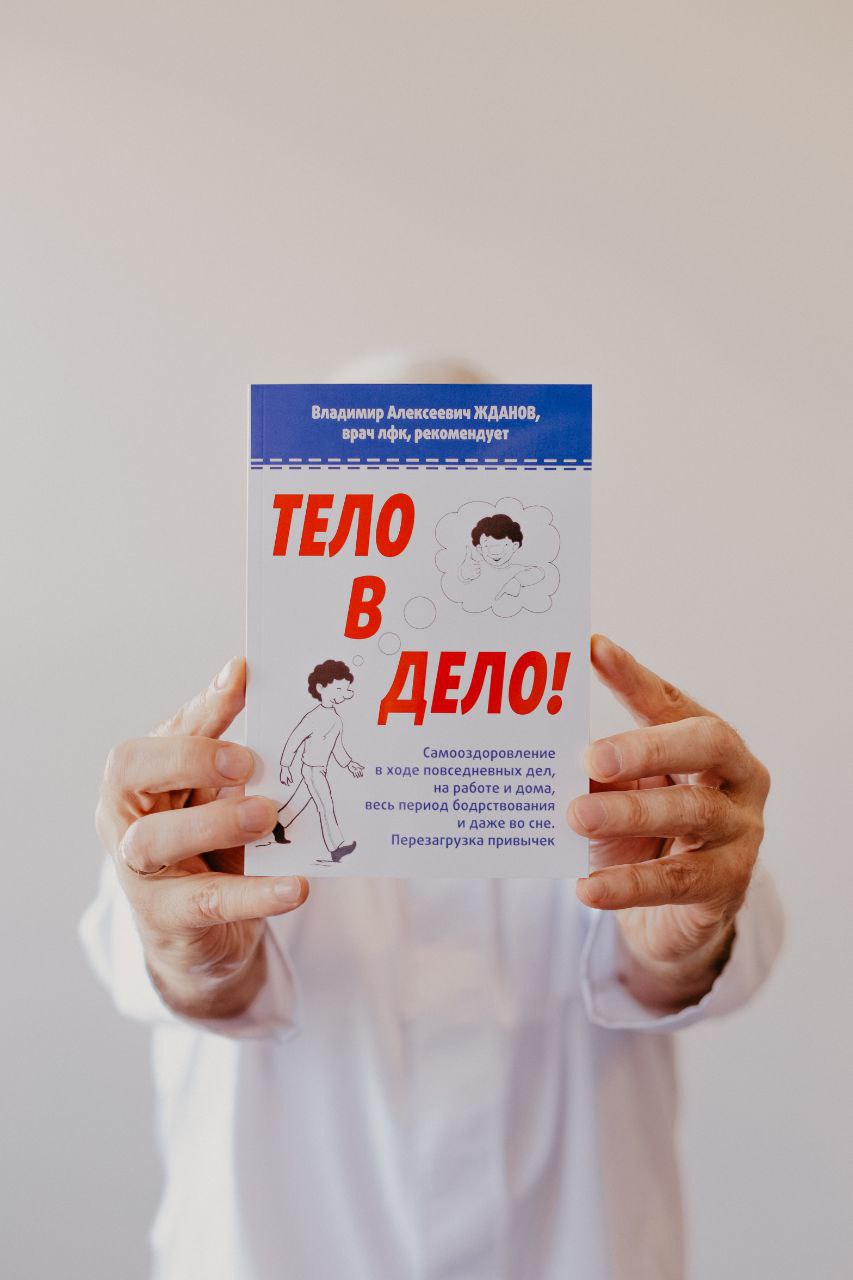 Владимир Алексеевич ЖДАНОВ,
врач лфк, рекомендует
ТЕЛО
В
ДЕЛО!
Самооздоровление
в ходе повседневных дел,
на работе и дома,
весь период бодрствования
и даже во сне.
Перезагрузка привычек